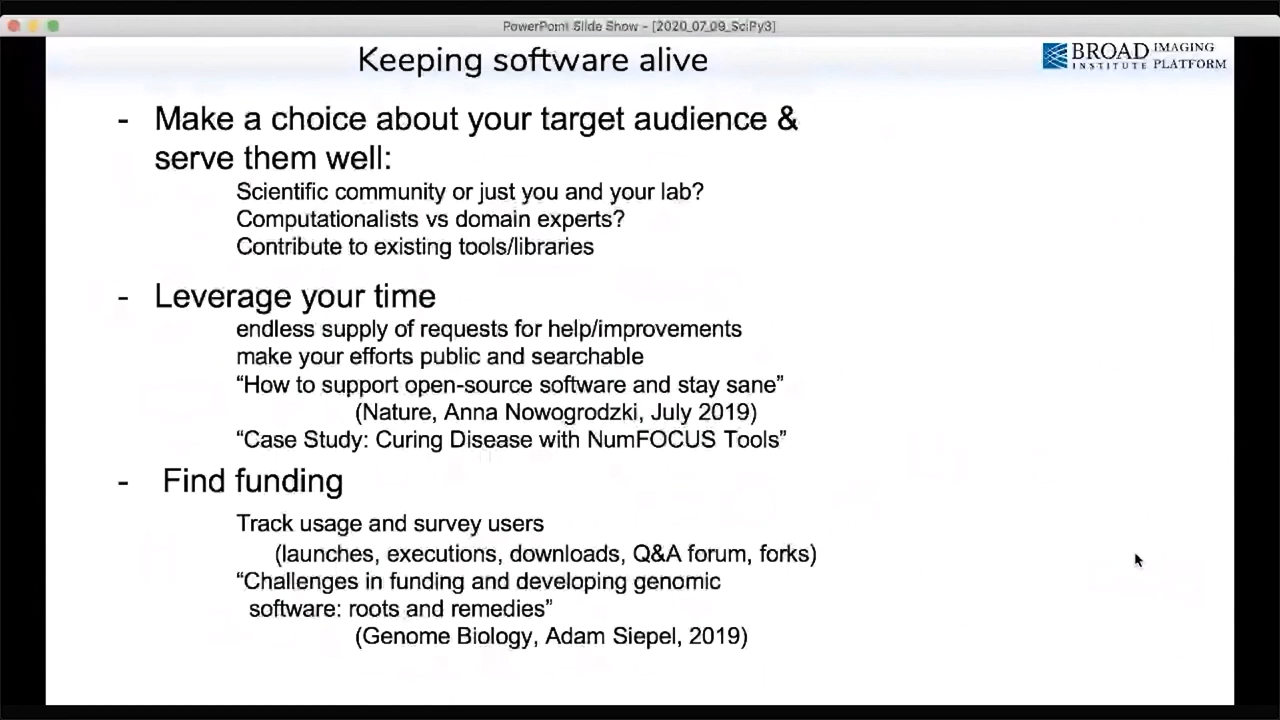 PowerPoint Slide Show - [2020_07_09_SciPy3]
Keeping software alive
BROAD INSTITUTE
IMAGING PLATFORM
- Make a choice about your target audience &
serve them well:
Scientific community or just you and your lab?
Computationalists vs domain experts?
Contribute to existing tools/libraries
- Leverage your time
endless supply of requests for help/improvements
make your efforts public and searchable
“How to support open-source software and stay sane”
(Nature, Anna Nowogrodzki, July 2019)
“Case Study: Curing Disease with NumFOCUS Tools”
- Find funding
Track usage and survey users
(launches, executions, downloads, Q&A forum, forks)
“Challenges in funding and developing genomic
software: roots and remedies”
(Genome Biology, Adam Siepel, 2019)